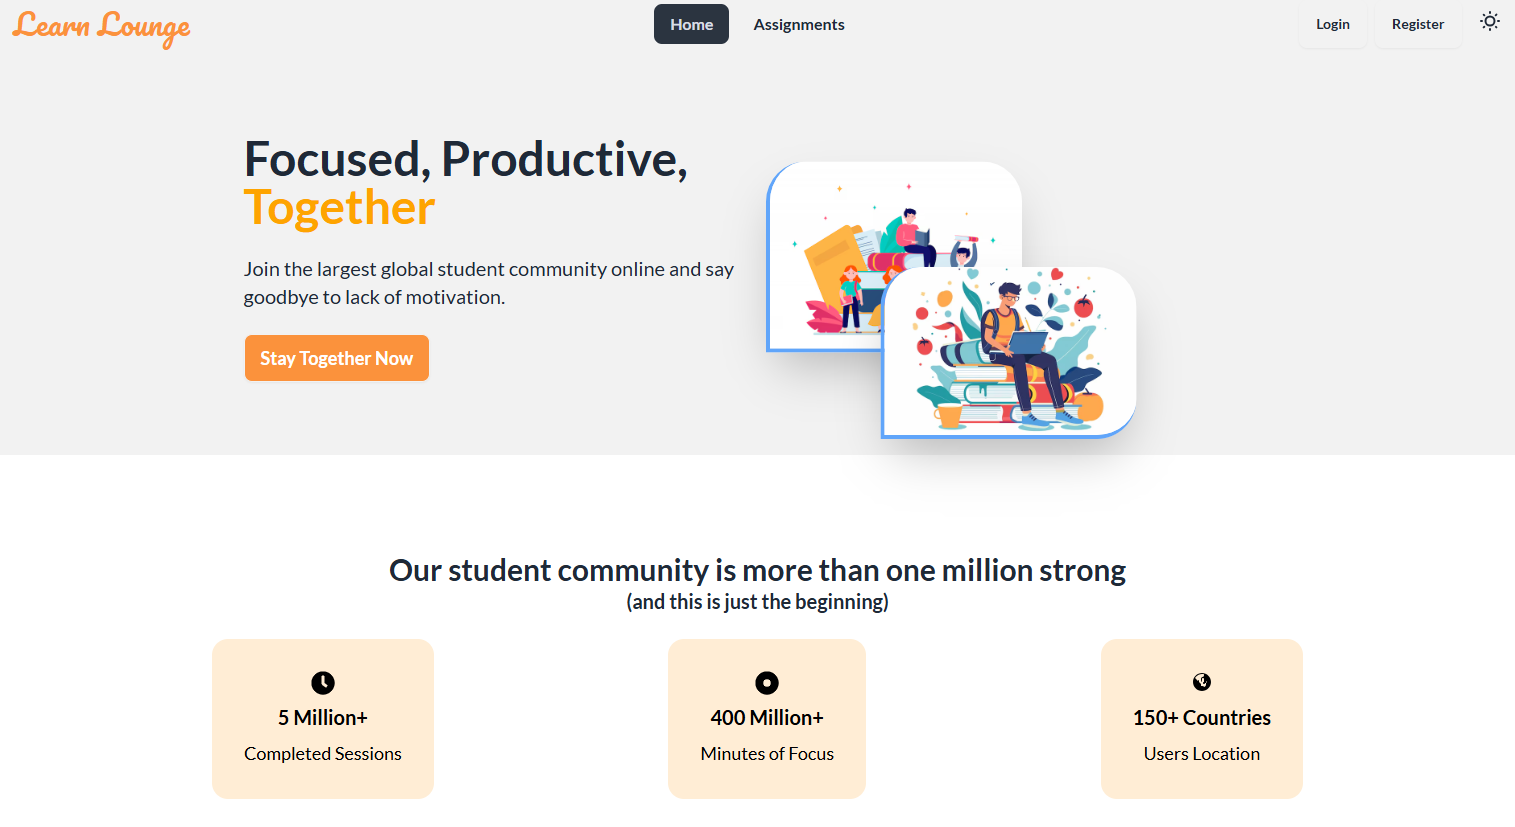 Learn Lounge
Home
Assignments
Login
Register
Focused, Productive,
Together
Join the largest global student community online and say
goodbye to lack of motivation.
Stay Together Now
Our student community is more than one million strong
(and this is just the beginning)
5 Million+
Completed Sessions
400 Million+
Minutes of Focus
150+ Countries
Users Location